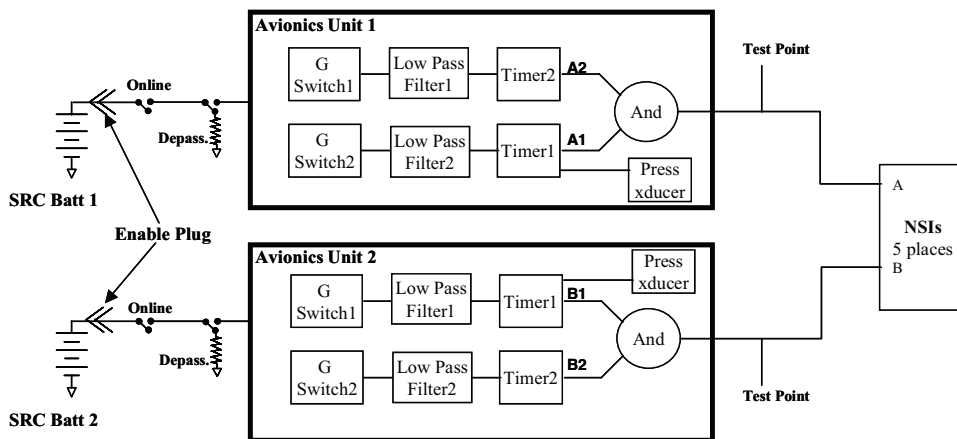 Avionics Unit 1
G
Switch1
Low Pass
Filter1
Timer2
A2
Test Point
Online
And
Depass.
G
Switch2
Low Pass
Filter2
Timer1
A1
Press
xducer
SRC Batt 1
A
NSIs
5 places
B
Enable Plug
Avionics Unit 2
Press
xducer
G
Switch1
Low Pass
Filter1
Timer1
B1
Online
And
Depass.
G
Switch2
Low Pass
Filter2
Timer2
B2
Test Point
SRC Batt 2